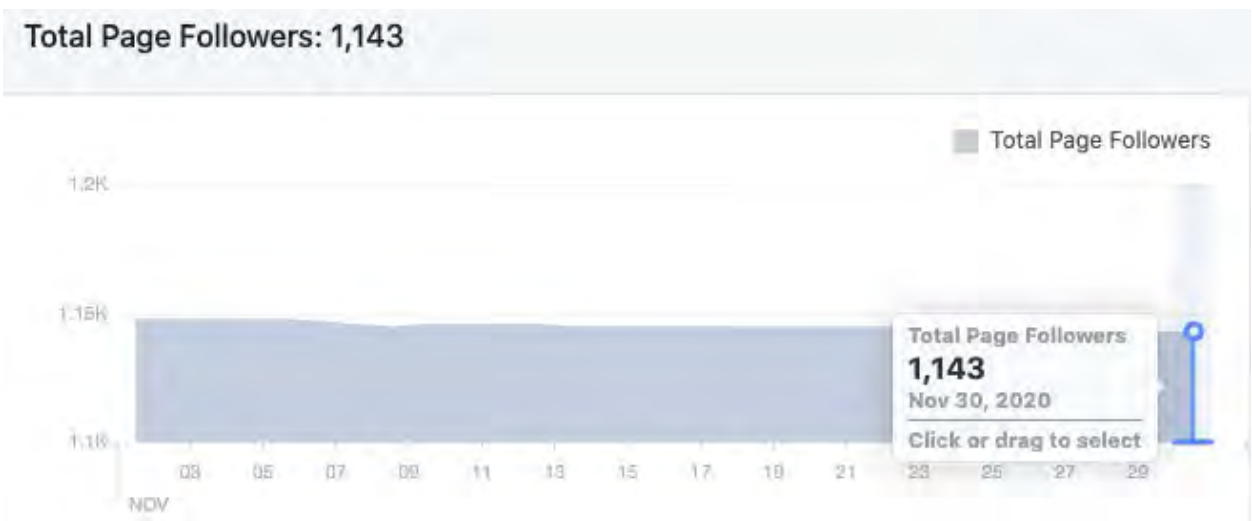 Total Page Followers: 1,143
Total Page Followers
1.2K
1.15K
Total Page Followers
1,143
Nov 30, 2020
Click or drag to select
1.1K
03 05 07 09 11 13 15 17 19 21 23 25 27 29
NOV